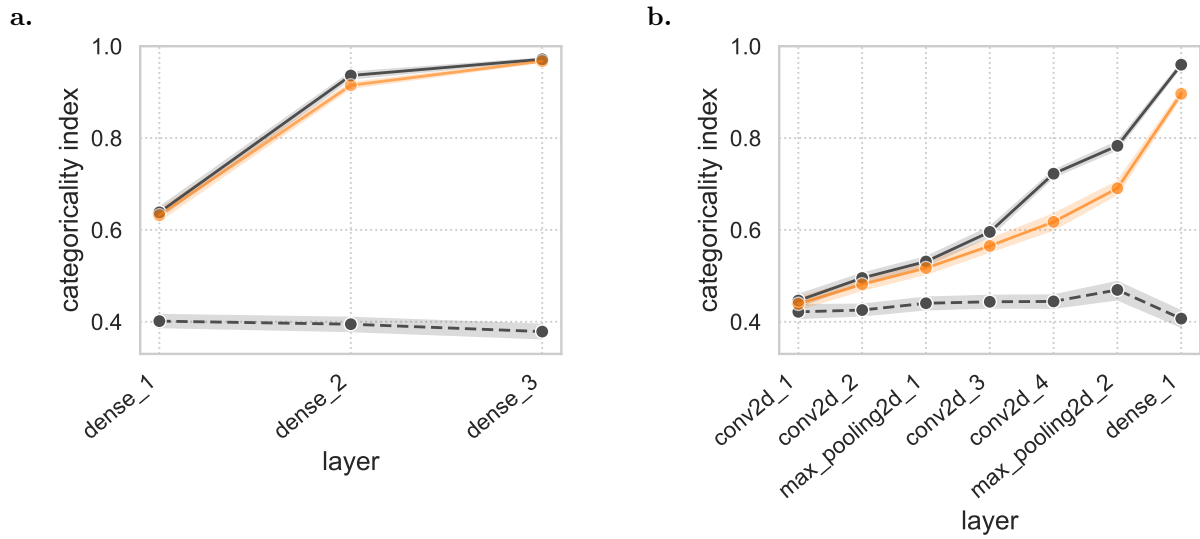 a.
categoricality index
1.0
0.8
0.6
0.4
dense_1
dense_2
dense_3
layer
b.
categoricality index
1.0
0.8
0.6
0.4
conv2d_1
conv2d_2
max_pooling2d_1
conv2d_3
conv2d_4
max_pooling2d_2
dense_1
layer